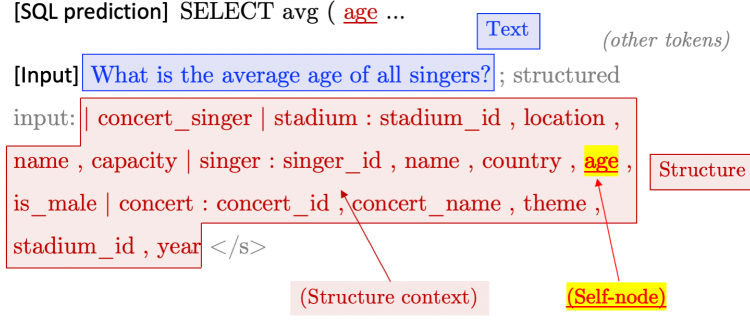 [SQL prediction] SELECT avg ( age ...
Text
(other tokens)
[Input] What is the average age of all singers? ; structured
input: | concert_singer | stadium : stadium_id , location ,
name , capacity | singer : singer_id , name , country , age ,
Structure
is_male | concert : concert_id , concert_name , theme ,
stadium_id , year </s>
(Structure context)
(Self-node)